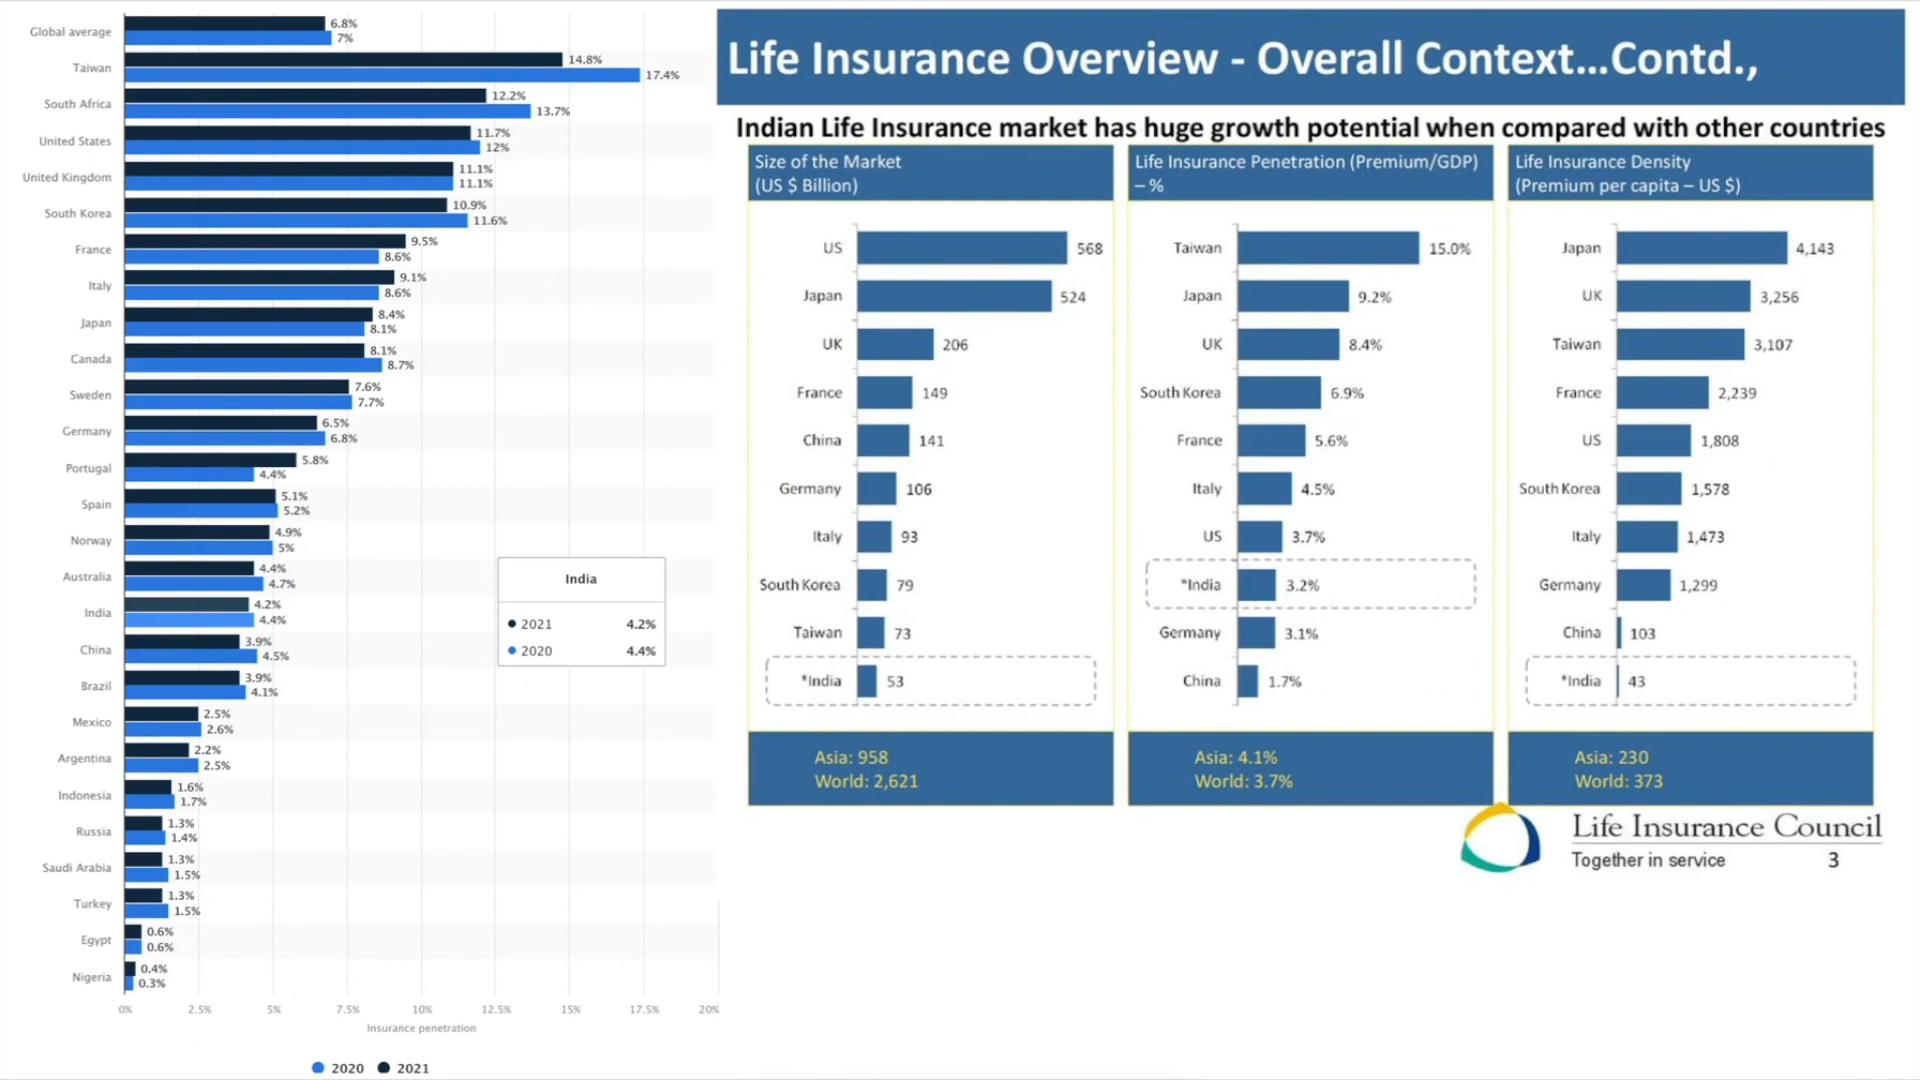 Global average
6.8%
7%
Taiwan
14.8%
17.4%
South Africa
12.2%
13.7%
United States
11.7%
12%
United Kingdom
11.1%
11.1%
South Korea
10.9%
11.6%
France
9.5%
8.6%
Italy
9.1%
8.6%
Japan
8.4%
8.1%
Canada
8.1%
8.7%
Sweden
7.6%
7.7%
Germany
6.5%
6.8%
Portugal
5.8%
4.4%
Spain
5.1%
5.2%
Norway
4.9%
5%
Australia
4.4%
4.7%
India
4.2%
4.4%
China
3.9%
4.5%
Brazil
3.9%
4.1%
Mexico
2.5%
2.6%
Argentina
2.2%
2.5%
Indonesia
1.6%
1.7%
Russia
1.3%
1.4%
Saudi Arabia
1.3%
1.5%
Turkey
1.3%
1.5%
Egypt
0.6%
0.6%
Nigeria
0.4%
0.3%
0% 2.5% 5% 7.5% 10% 12.5% 15% 17.5% 20%
Insurance penetration
2020 2021
India
2021 4.2%
2020 4.4%
Life Insurance Overview - Overall Context...Contd.,
Indian Life Insurance market has huge growth potential when compared with other countries
Size of the Market
(US $ Billion)
US 568
Japan 524
UK 206
France 149
China 141
Germany 106
Italy 93
South Korea 79
Taiwan 73
*India 53
Asia: 958
World: 2,621
Life Insurance Penetration (Premium/GDP)
– %
Taiwan 15.0%
Japan 9.2%
UK 8.4%
South Korea 6.9%
France 5.6%
Italy 4.5%
US 3.7%
*India 3.2%
Germany 3.1%
China 1.7%
Asia: 4.1%
World: 3.7%
Life Insurance Density
(Premium per capita – US $)
Japan 4,143
UK 3,256
Taiwan 3,107
France 2,239
US 1,808
South Korea 1,578
Italy 1,473
Germany 1,299
China 103
*India 43
Asia: 230
World: 373
Life Insurance Council
Together in service 3